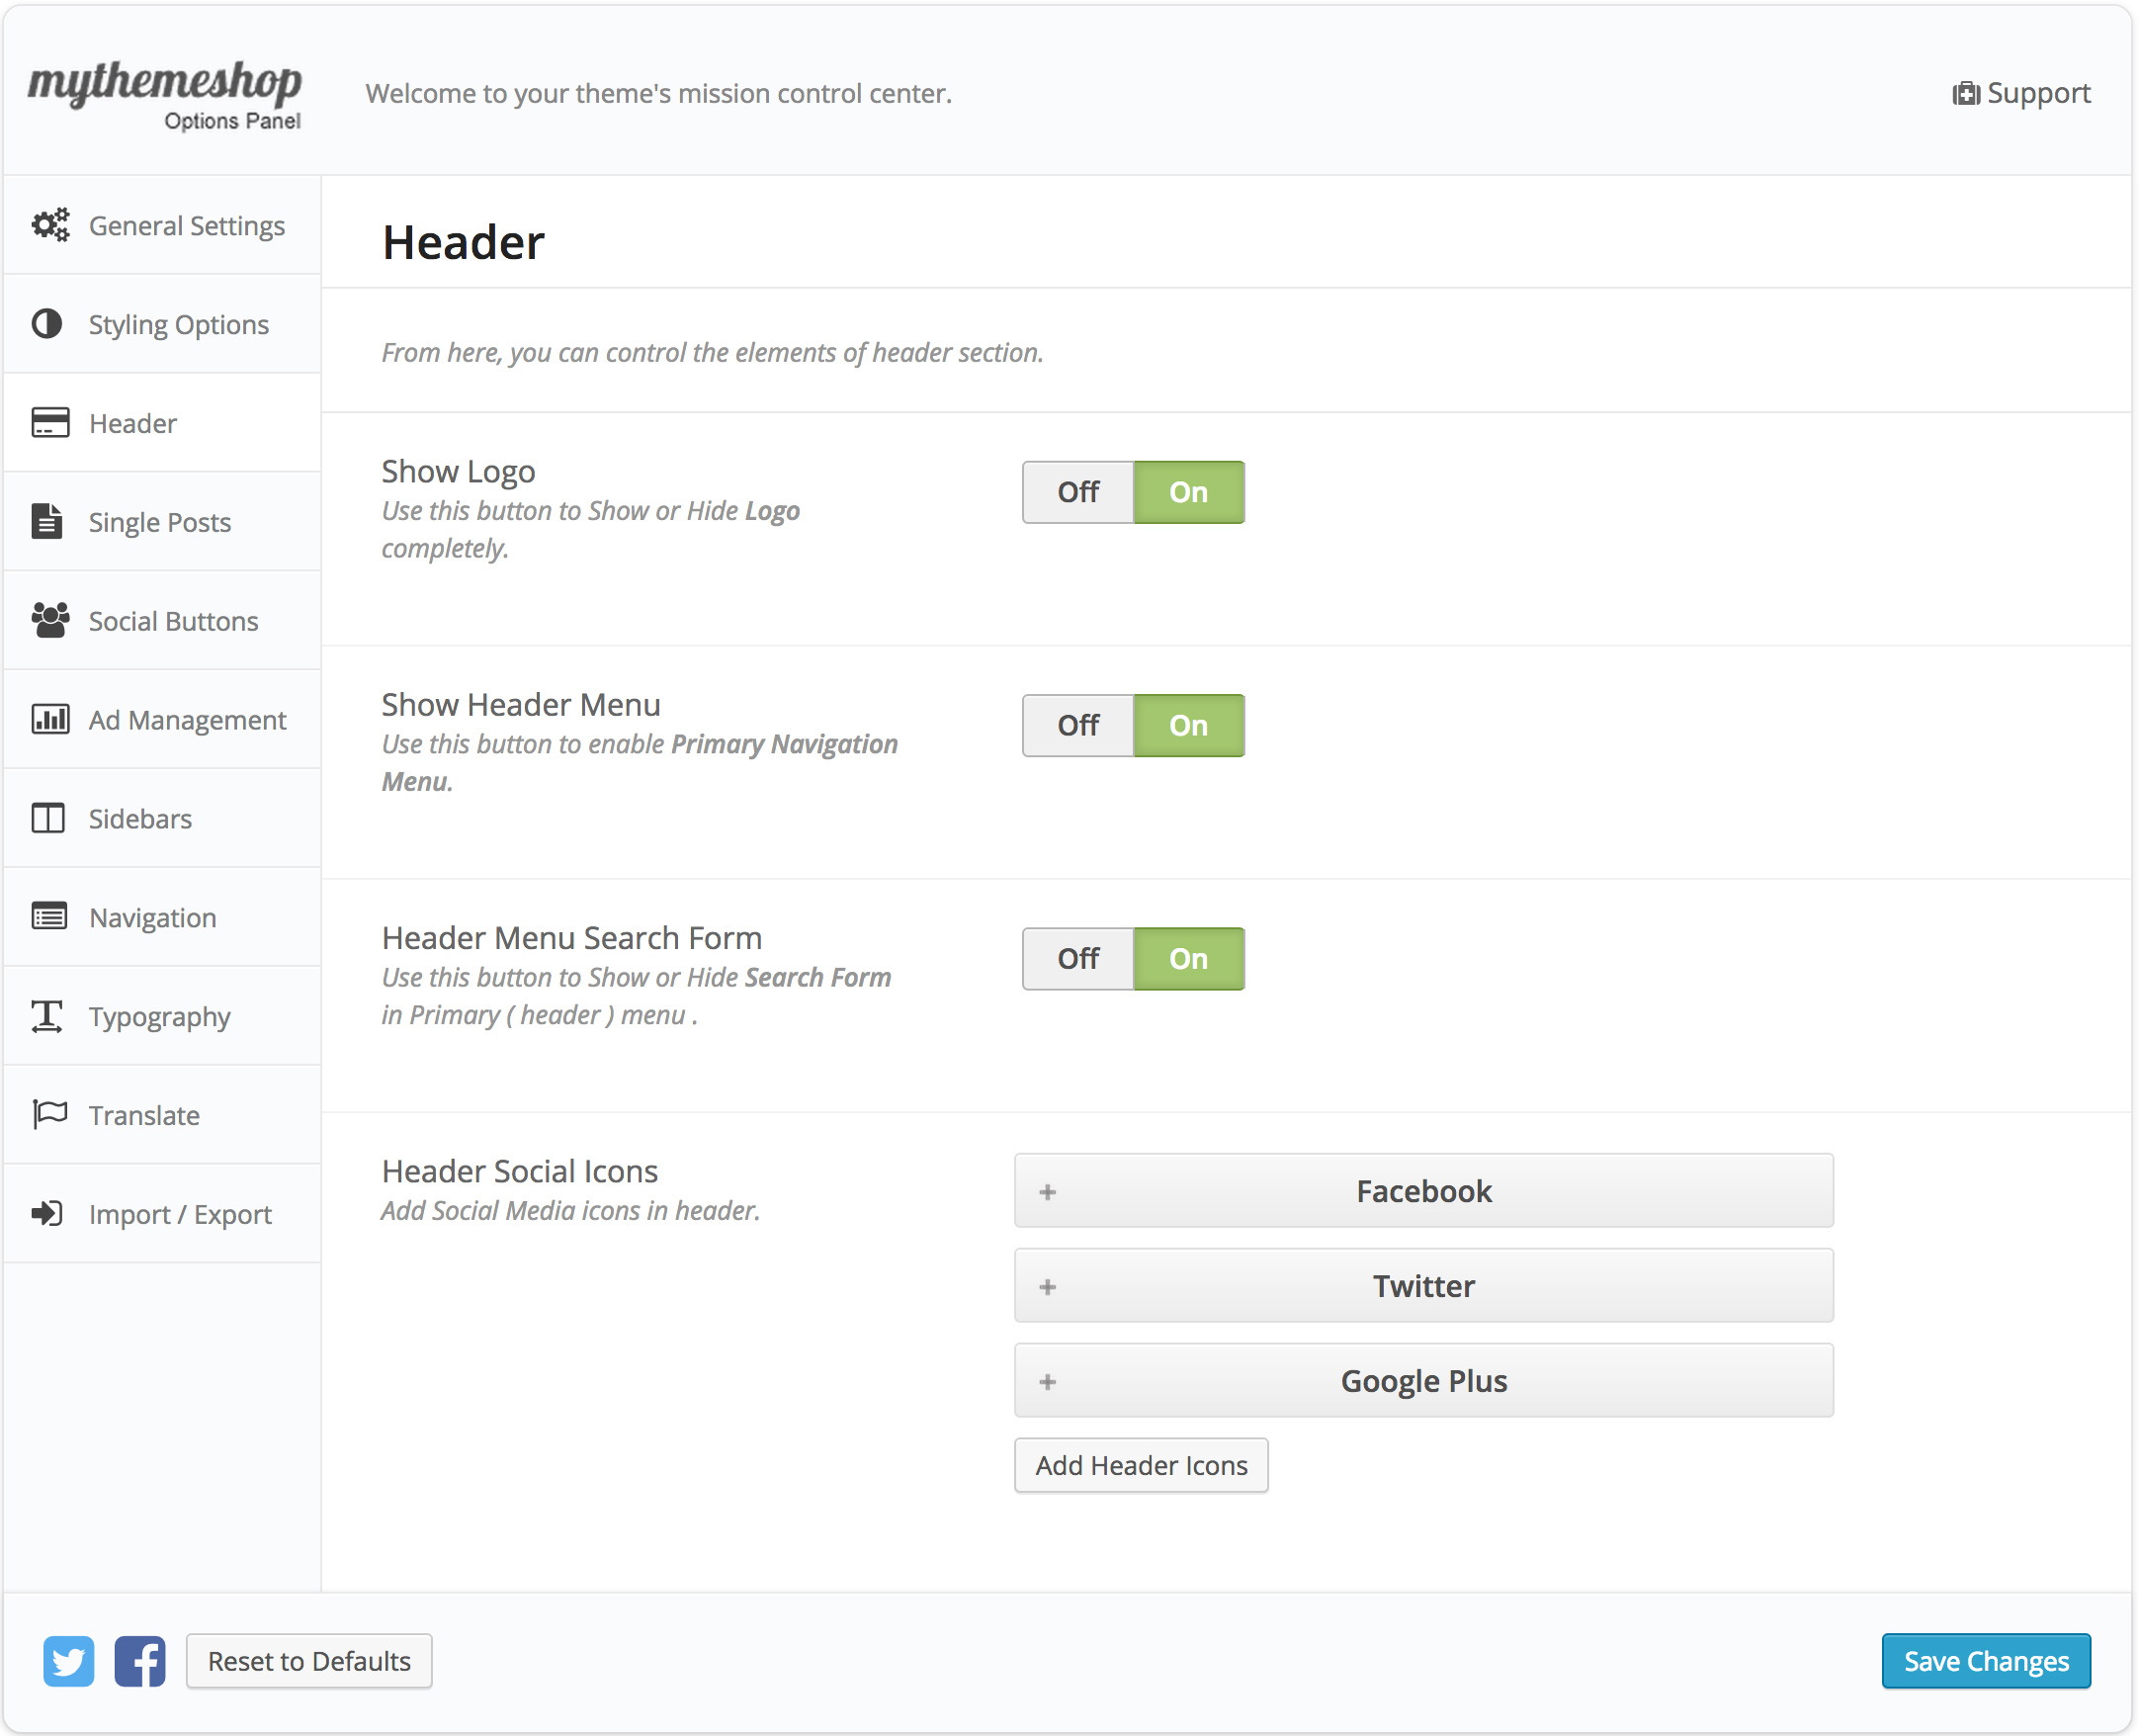 mythemeshop
Options Panel
Welcome to your theme's mission control center.
Support
General Settings
Styling Options
Header
Single Posts
Social Buttons
Ad Management
Sidebars
Navigation
Typography
Translate
Import / Export
Header
From here, you can control the elements of header section.
Show Logo
Use this button to Show or Hide Logo
completely.
Off On
Show Header Menu
Use this button to enable Primary Navigation
Menu.
Off On
Header Menu Search Form
Use this button to Show or Hide Search Form
in Primary ( header ) menu .
Off On
Header Social Icons
Add Social Media icons in header.
+ Facebook
+ Twitter
+ Google Plus
Add Header Icons
Reset to Defaults
Save Changes